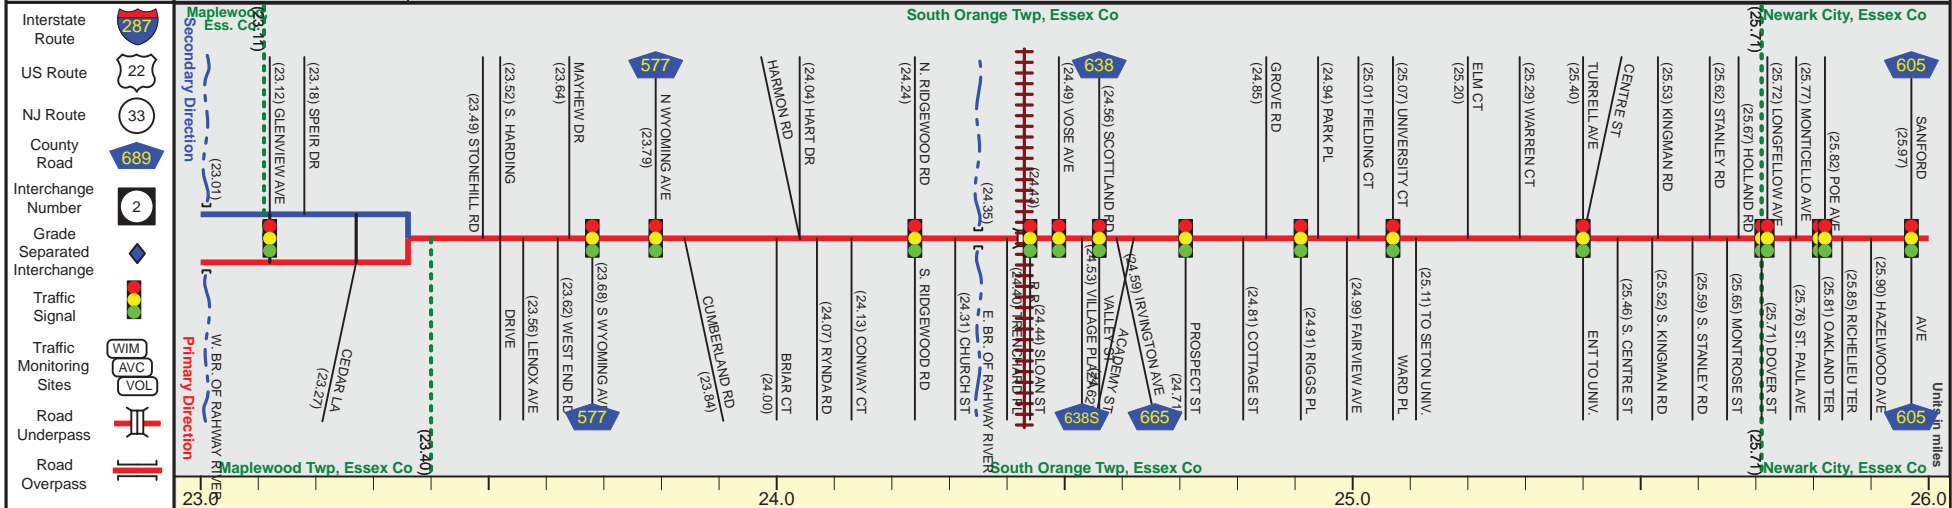 Interstate
Route
287
US Route
22
NJ Route
33
County
Road
689
Interchange
Number
2
Grade
Separated
Interchange
Traffic
Signal
Traffic
Monitoring
Sites
WIM
AVC
VOL
Road
Underpass
Road
Overpass
Secondary Direction
Primary Direction
Maplewood
Ess. Co
(23.11)
South Orange Twp, Essex Co
(25.71)
Newark City, Essex Co
(23.01)
(23.12) GLENVIEW AVE
(23.18) SPEIR DR
(23.49) STONEHILL RD
(23.52) S. HARDING
MAYHEW DR
(23.64)
577
N WYOMING AVE
(23.79)
HARMON RD
(24.04) HART DR
N. RIDGEWOOD RD
(24.24)
(24.35)
(24.43)
(24.49) VOSE AVE
638
(24.56) SCOTTLAND RD
GROVE RD
(24.85)
(24.94) PARK PL
(25.01) FIELDING CT
(25.07) UNIVERSITY CT
ELM CT
(25.20)
(25.29) WARREN CT
TURRELL AVE
(25.40)
CENTRE ST
(25.53) KINGMAN RD
(25.62) STANLEY RD
(25.67) HOLLAND RD
(25.72) LONGFELLOW AVE
(25.77) MONTICELLO AVE
(25.82) POE AVE
605
SANFORD
(25.97)
W. BR. OF RAHWAY RIVER
CEDAR LA
(23.27)
(23.40)
DRIVE
(23.56) LENNOX AVE
(23.62) WEST END RD
(23.68) S WYOMING AVE
577
CUMBERLAND RD
(23.84)
BRIAR CT
(24.00)
(24.07) RYNDA RD
(24.13) CONWAY CT
S. RIDGEWOOD RD
(24.31) CHURCH ST
E. BR. OF RAHWAY RIVER
(24.40) TRENCHARD PL
R.R.
(24.44) SLOAN ST
(24.53) VILLAGE PLAZA
VALLEY ST
(24.62)
638S
ACADEMY ST
(24.59) IRVINGTON AVE
665
PROSPECT ST
(24.71)
(24.81) COTTAGE ST
(24.91) RIGGS PL
(24.99) FAIRVIEW AVE
WARD PL
(25.11) TO SETON UNIV.
ENT TO UNIV.
(25.46) S. CENTRE ST
(25.52) S. KINGMAN RD
(25.59) S. STANLEY RD
(25.65) MONTROSE ST
(25.71) DOVER ST
(25.76) ST. PAUL AVE
(25.81) OAKLAND TER
(25.85) RICHELIEU TER
(25.90) HAZELWOOD AVE
AVE
605
Units in miles
Maplewood Twp, Essex Co
South Orange Twp, Essex Co
(25.71)
Newark City, Essex Co
23.0
24.0
25.0
26.0